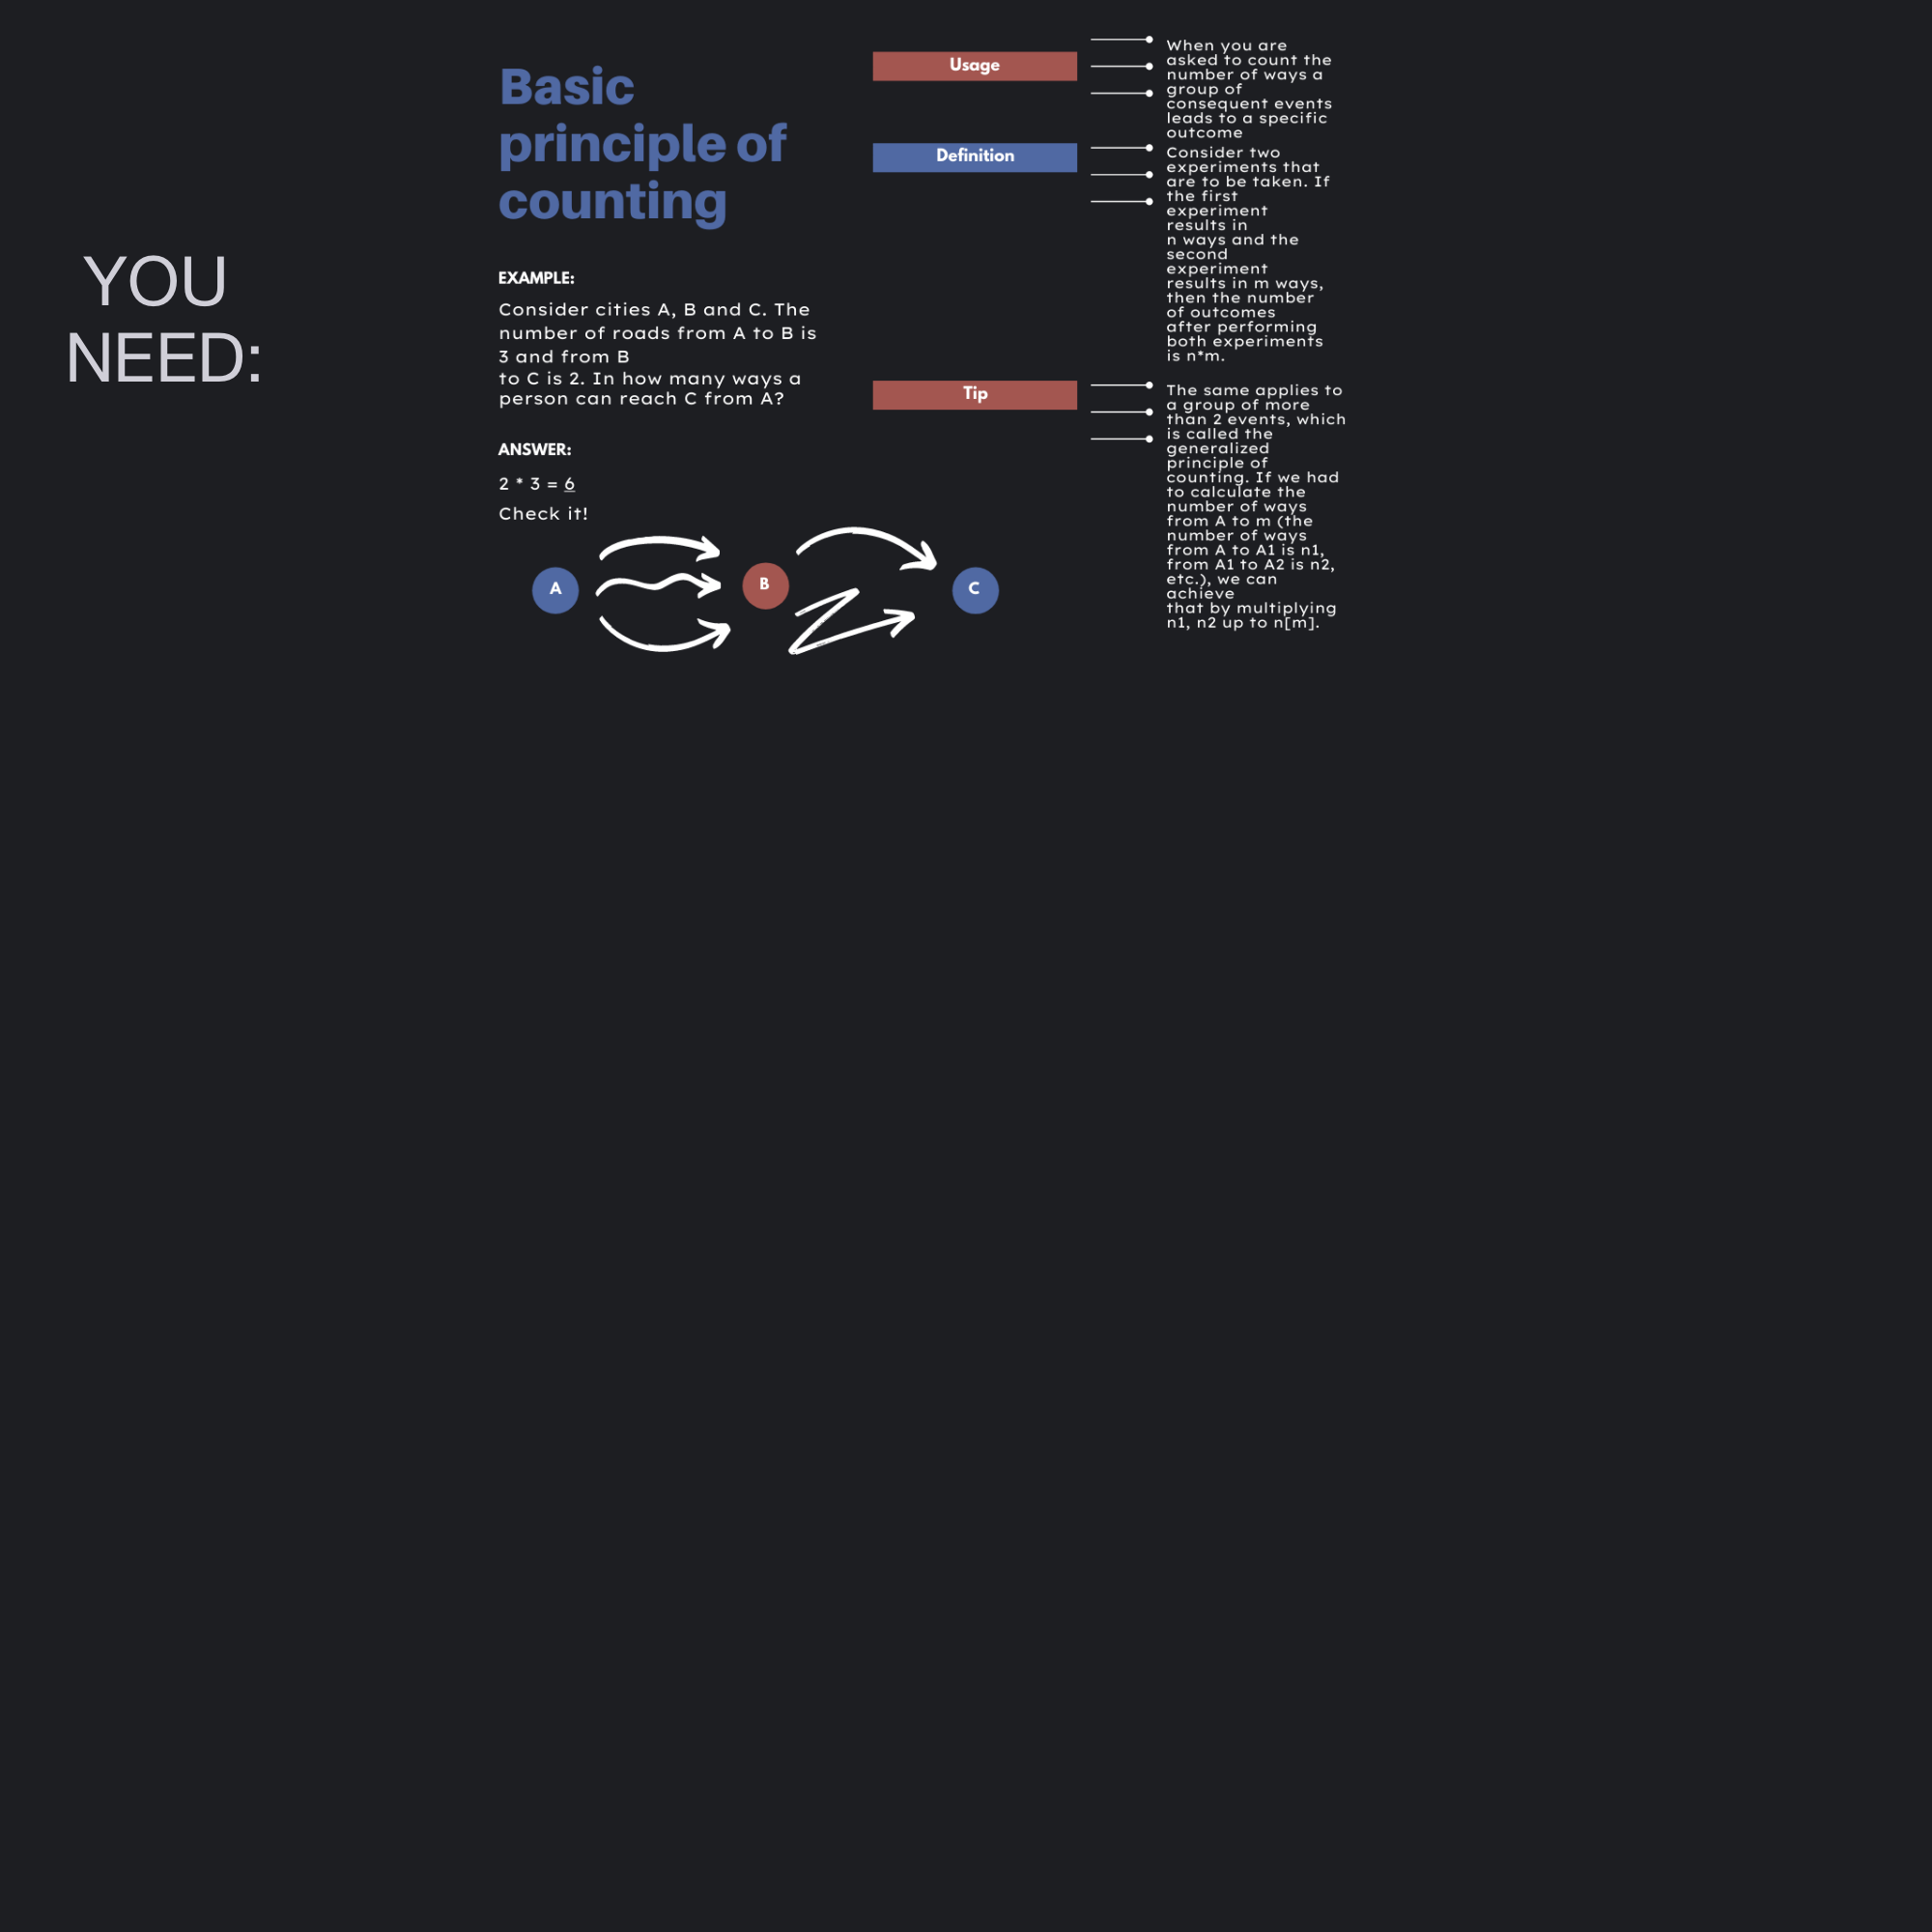 YOU
NEED:
Basic
principle of
counting
EXAMPLE:
Consider cities A, B and C. The
number of roads from A to B is
3 and from B
to C is 2. In how many ways a
person can reach C from A?
ANSWER:
2 * 3 = 6
Check it!
A
B
C
Usage
When you are
asked to count the
number of ways a
group of
consequent events
leads to a specific
outcome
Definition
Consider two
experiments that
are to be taken. If
the first
experiment
results in
n ways and the
second
experiment
results in m ways,
then the number
of outcomes
after performing
both experiments
is n*m.
Tip
The same applies to
a group of more
than 2 events, which
is called the
generalized
principle of
counting. If we had
to calculate the
number of ways
from A to m (the
number of ways
from A to A1 is n1,
from A1 to A2 is n2,
etc.), we can
achieve
that by multiplying
n1, n2 up to n[m].